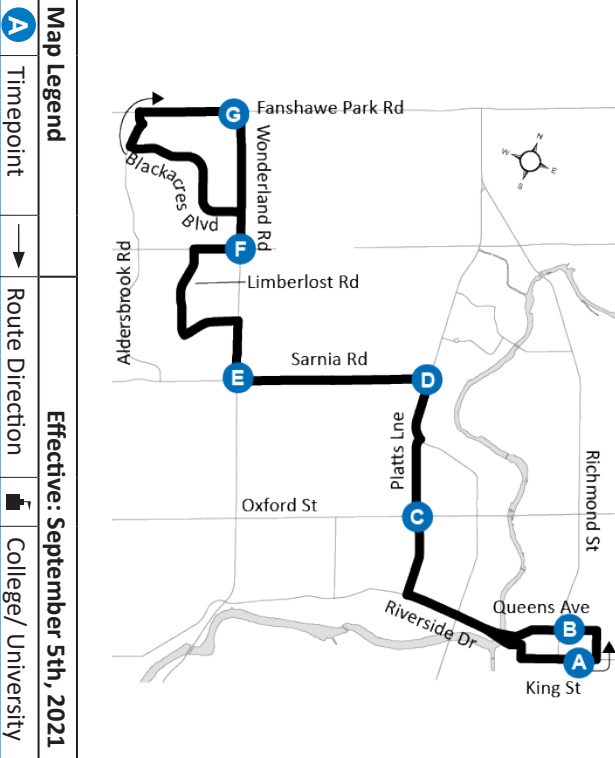 Map Legend
Effective: September 5th, 2021
A
Timepoint
Route Direction
College/ University
G
Fanshawe Park Rd
Wonderland Rd
Blackacres Blvd
N
W
E
S
F
Aldersbrook Rd
Limberlost Rd
Sarnia Rd
E
D
Platts Lne
Richmond St
Oxford St
C
Riverside Dr
Queens Ave
B
A
King St